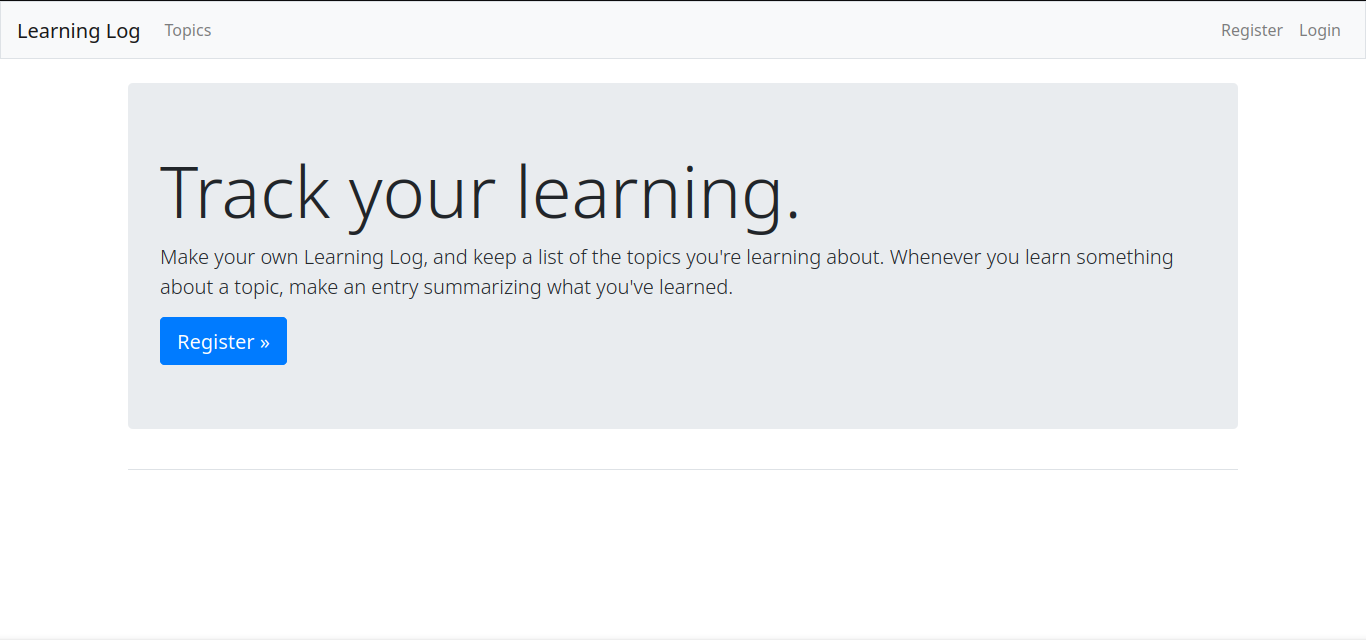 Learning Log Topics Register Login
Track your learning.
Make your own Learning Log, and keep a list of the topics you're learning about. Whenever you learn something
about a topic, make an entry summarizing what you've learned.
Register »